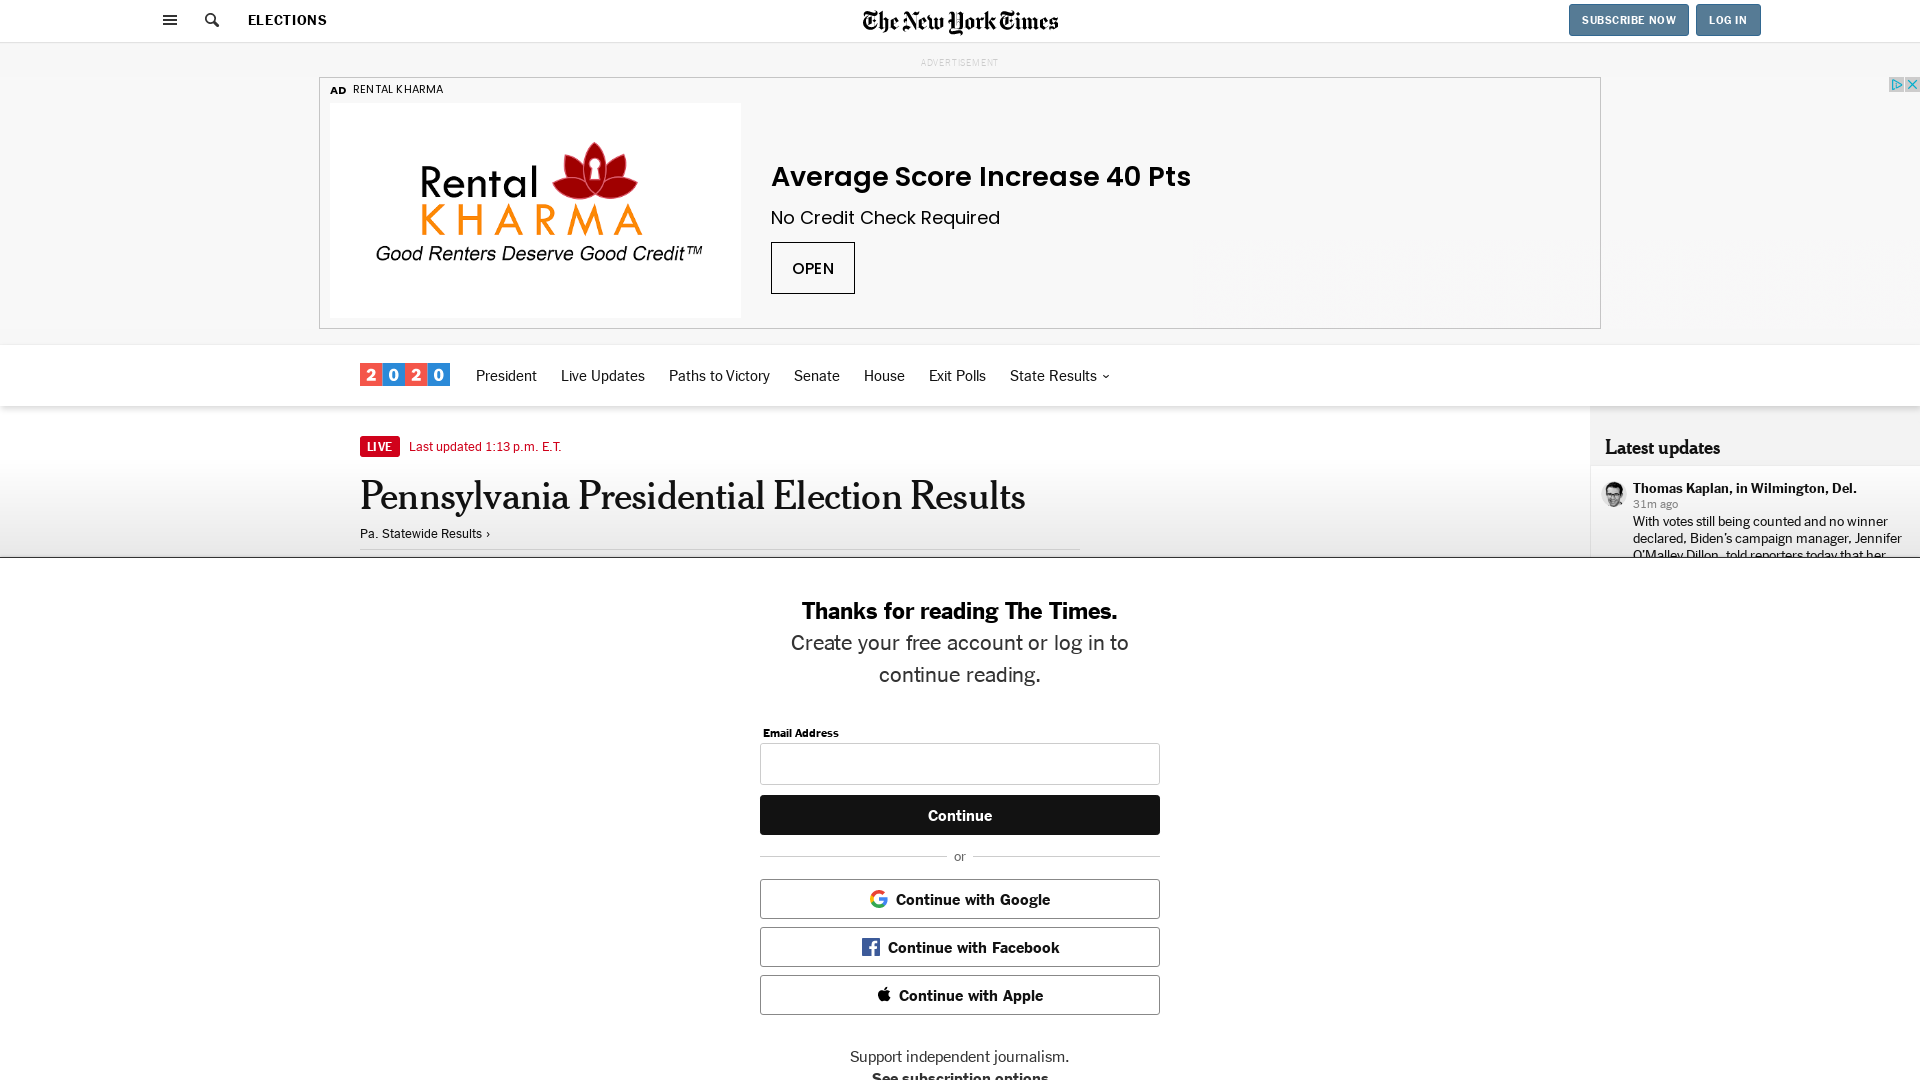 ELECTIONS
The New York Times
SUBSCRIBE NOW
LOG IN
ADVERTISEMENT
AD RENTAL KHARMA
Rental
KHARMA
Good Renters Deserve Good Credit™
Average Score Increase 40 Pts
No Credit Check Required
OPEN
2020
President
Live Updates
Paths to Victory
Senate
House
Exit Polls
State Results
LIVE Last updated 1:13 p.m. E.T.
Pennsylvania Presidential Election Results
Pa. Statewide Results ›
Latest updates
Thomas Kaplan, in Wilmington, Del.
31m ago
With votes still being counted and no winner
declared, Biden's campaign manager, Jennifer
O'Malley Dillon, told reporters today that her
Thanks for reading The Times.
Create your free account or log in to
continue reading.
Email Address
Continue
or
Continue with Google
Continue with Facebook
Continue with Apple
Support independent journalism.
See subscription options